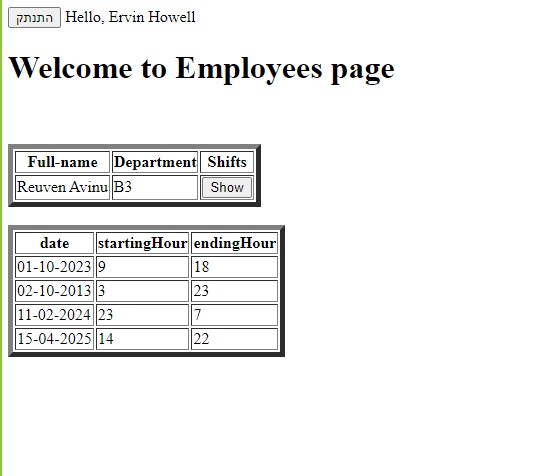 התנתק Hello, Ervin Howell
Welcome to Employees page
Full-name Department Shifts
Reuven Avinu B3 Show
date startingHour endingHour
01-10-2023 9 18
02-10-2013 3 23
11-02-2024 23 7
15-04-2025 14 22